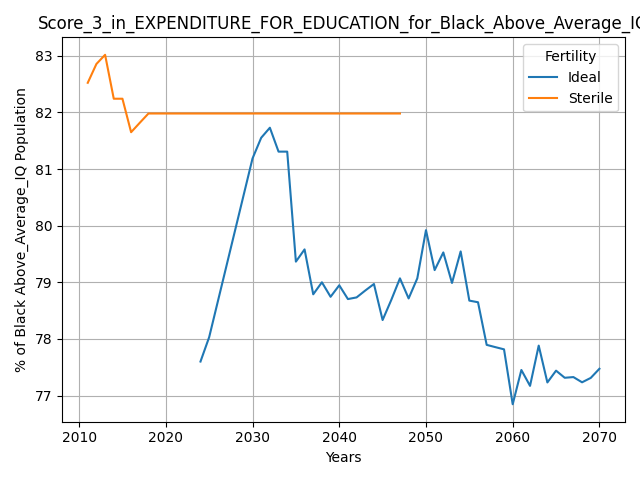 Score_3_in_EXPENDITURE_FOR_EDUCATION_for_Black_Above_Average_IQ
Fertility
Ideal
Sterile
% of Black Above_Average_IQ Population
83
82
81
80
79
78
77
2010 2020 2030 2040 2050 2060 2070
Years